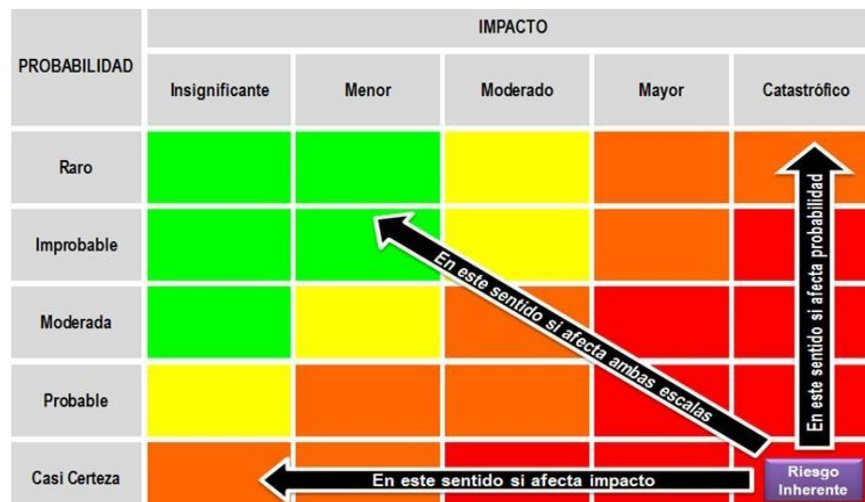 IMPACTO
PROBABILIDAD
Insignificante
Menor
Moderado
Mayor
Catastrófico
Raro
En este sentido si afecta probabilidad
Improbable
En este sentido si afecta ambas escalas
Moderada
Probable
Casi Certeza
En este sentido si afecta impacto
Riesgo
Inherente